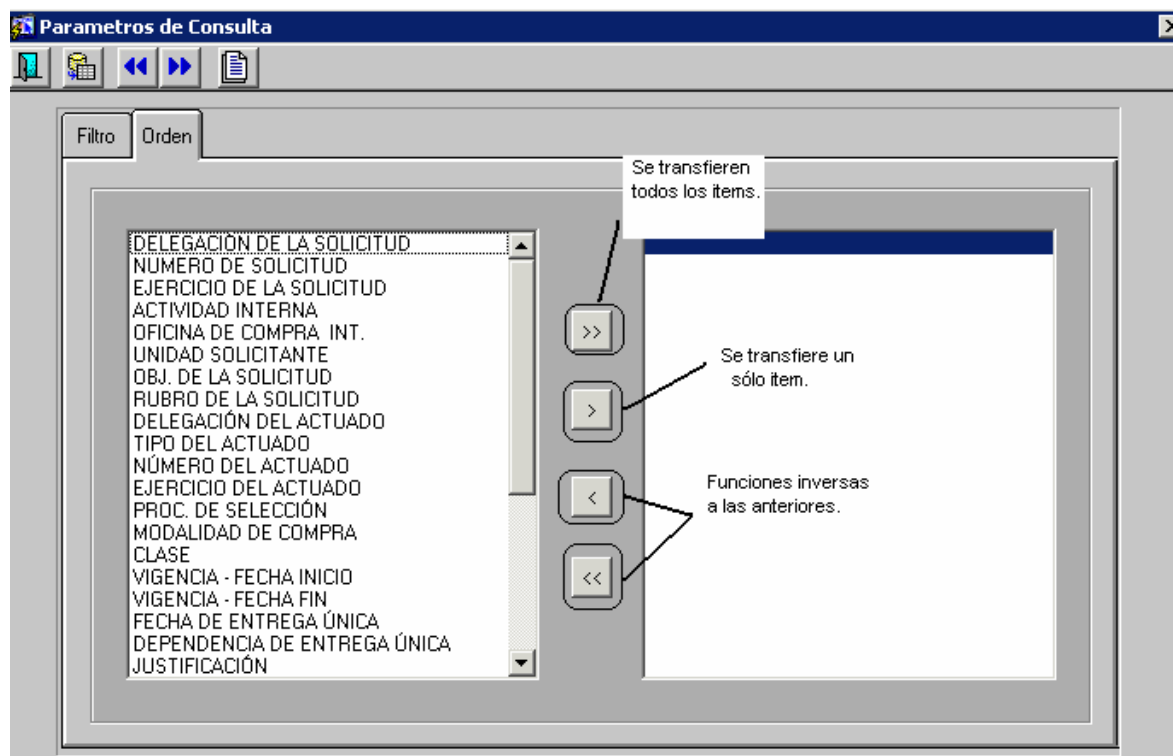 Parametros de Consulta
Filtro
Orden
Se transfieren
todos los items.
DELEGACIÒN DE LA SOLICITUD
NUMERO DE SOLICITUD
EJERCICIO DE LA SOLICITUD
ACTIVIDAD INTERNA
OFICINA DE COMPRA INT.
UNIDAD SOLICITANTE
OBJ. DE LA SOLICITUD
RUBRO DE LA SOLICITUD
DELEGACIÓN DEL ACTUADO
TIPO DEL ACTUADO
NÚMERO DEL ACTUADO
EJERCICIO DEL ACTUADO
PROC. DE SELECCIÓN
MODALIDAD DE COMPRA
CLASE
VIGENCIA - FECHA INICIO
VIGENCIA - FECHA FIN
FECHA DE ENTREGA ÚNICA
DEPENDENCIA DE ENTREGA ÚNICA
JUSTIFICACIÓN
>>
>
<
<<
Se transfiere un
sólo item.
Funciones inversas
a las anteriores.